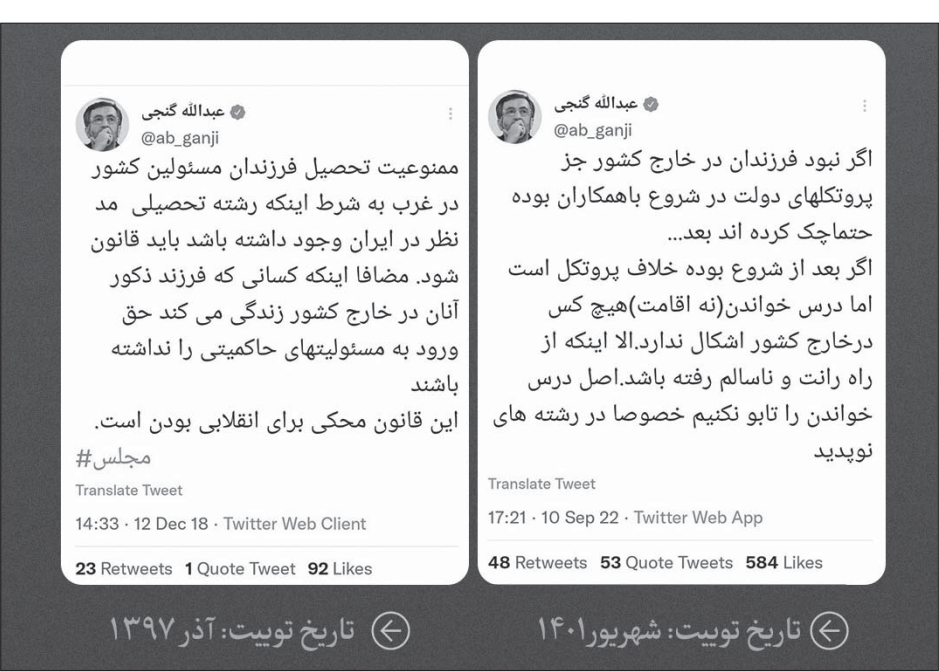 عبدالله گنجی
@ab_ganji
اگر نبود فرزندان در خارج کشور جز
پروتکلهای دولت در شروع باهمکاران بوده
حتماچک کرده اند بعد...
اگر بعد از شروع بوده خلاف پروتکل است
اما درس خواندن(نه اقامت)هیچ کس
درخارج کشور اشکال ندارد.الا اینکه از
راه رانت و ناسالم رفته باشد.اصل درس
خواندن را تابو نکنیم خصوصا در رشته های
نوپدید
Translate Tweet
17:21 · 10 Sep 22 · Twitter Web App
48 Retweets 53 Quote Tweets 584 Likes
تاریخ توییت: شهریور۱۴۰۱
عبدالله گنجی
@ab_ganji
ممنوعیت تحصیل فرزندان مسئولین کشور
در غرب به شرط اینکه رشته تحصیلی مد
نظر در ایران وجود داشته باشد باید قانون
شود. مضافا اینکه کسانی که فرزند ذکور
آنان در خارج کشور زندگی می کند حق
ورود به مسئولیتهای حاکمیتی را نداشته
باشند
این قانون محکی برای انقلابی بودن است.
#مجلس
Translate Tweet
14:33 · 12 Dec 18 · Twitter Web Client
23 Retweets 1 Quote Tweet 92 Likes
تاریخ توییت: آذر ۱۳۹۷